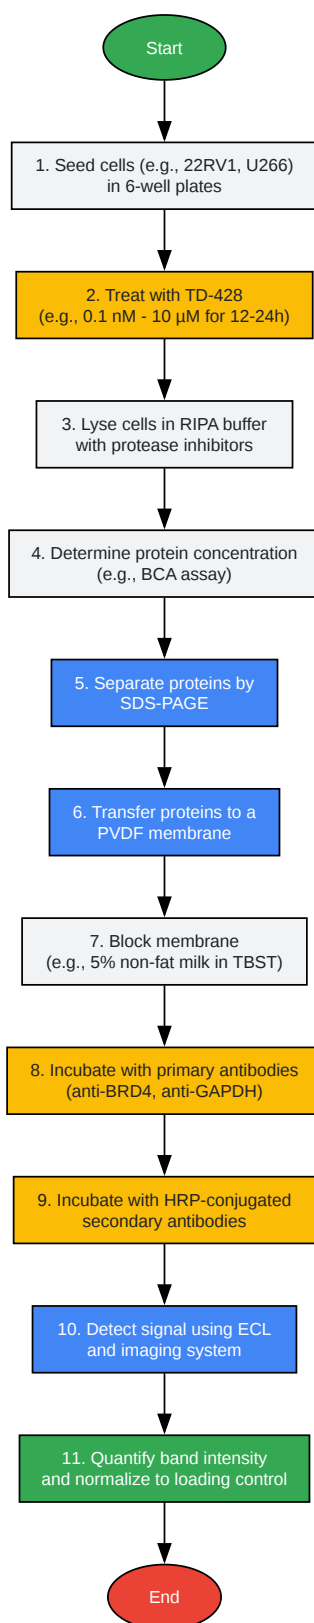 Start
1. Seed cells (e.g., 22RV1, U266)
in 6-well plates
2. Treat with TD-428
(e.g., 0.1 nM - 10 µM for 12-24h)
3. Lyse cells in RIPA buffer
with protease inhibitors
4. Determine protein concentration
(e.g., BCA assay)
5. Separate proteins by
SDS-PAGE
6. Transfer proteins to a
PVDF membrane
7. Block membrane
(e.g., 5% non-fat milk in TBST)
8. Incubate with primary antibodies
(anti-BRD4, anti-GAPDH)
9. Incubate with HRP-conjugated
secondary antibodies
10. Detect signal using ECL
and imaging system
11. Quantify band intensity
and normalize to loading control
End